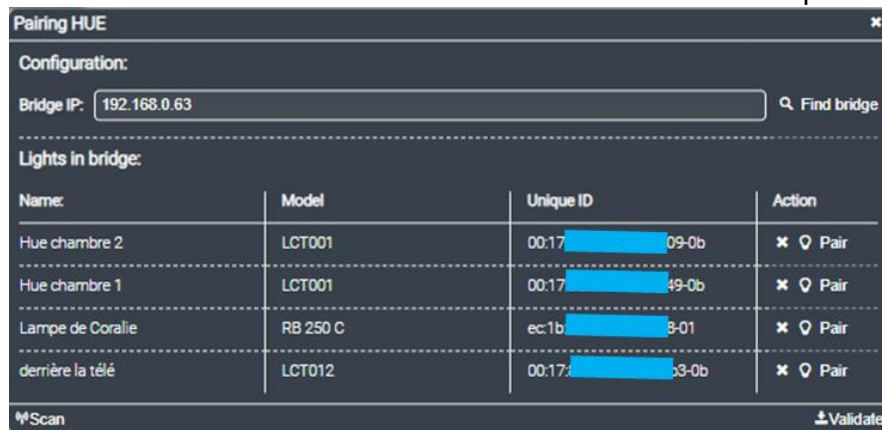 Pairing HUE
Configuration:
Bridge IP: 192.168.0.63 Find bridge
Lights in bridge:
Name: Model Unique ID Action
Hue chambre 2 LCT001 00:17 09-0b Pair
Hue chambre 1 LCT001 00:17 49-0b Pair
Lampe de Coralie RB 250 C ec:1b: 8-01 Pair
derrière la télé LCT012 00:17: b3-0b Pair
Scan Validate